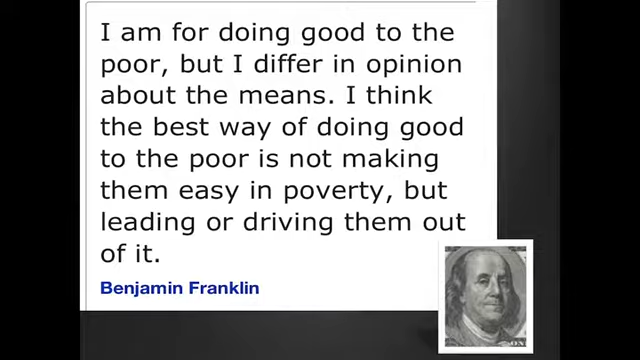 I am for doing good to the
poor, but I differ in opinion
about the means. I think
the best way of doing good
to the poor is not making
them easy in poverty, but
leading or driving them out
of it.
Benjamin Franklin